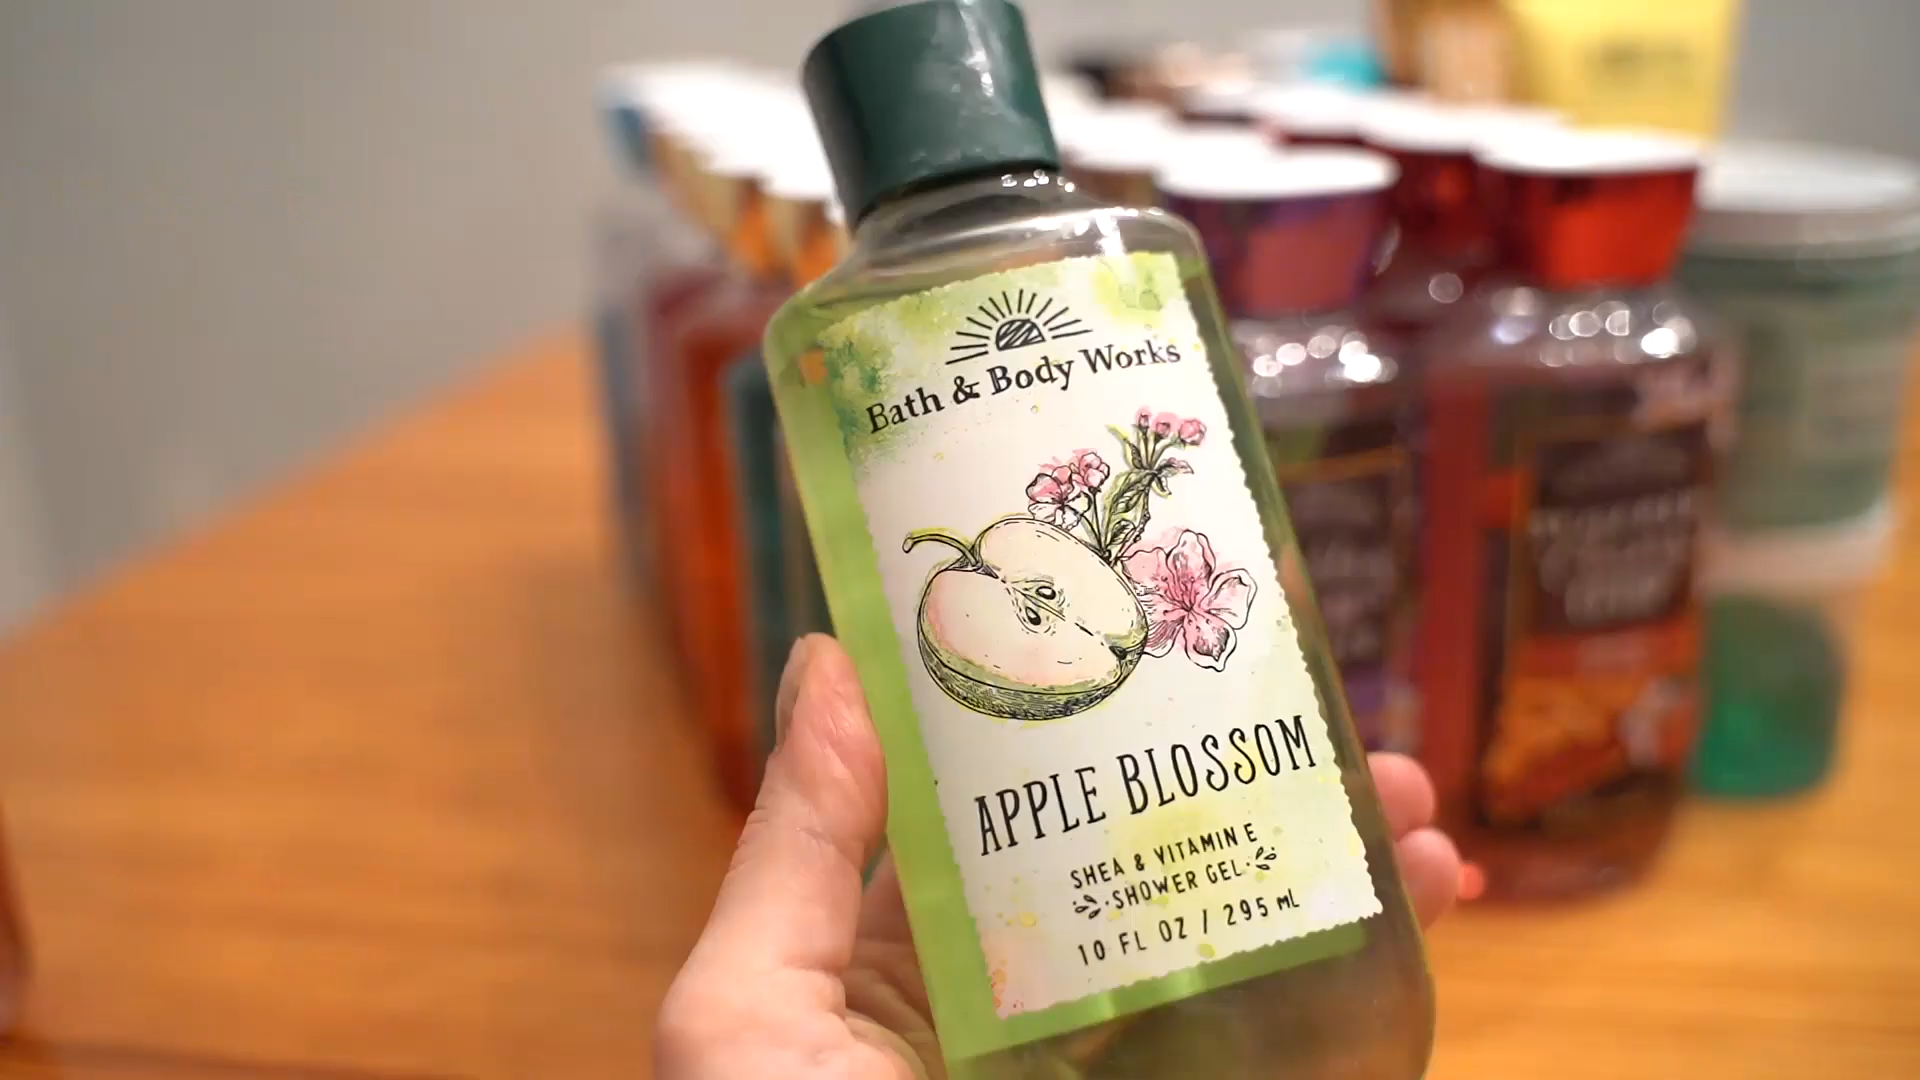 Bath & Body Works
APPLE BLOSSOM
SHEA & VITAMIN E
SHOWER GEL
10 FL OZ / 295 mL